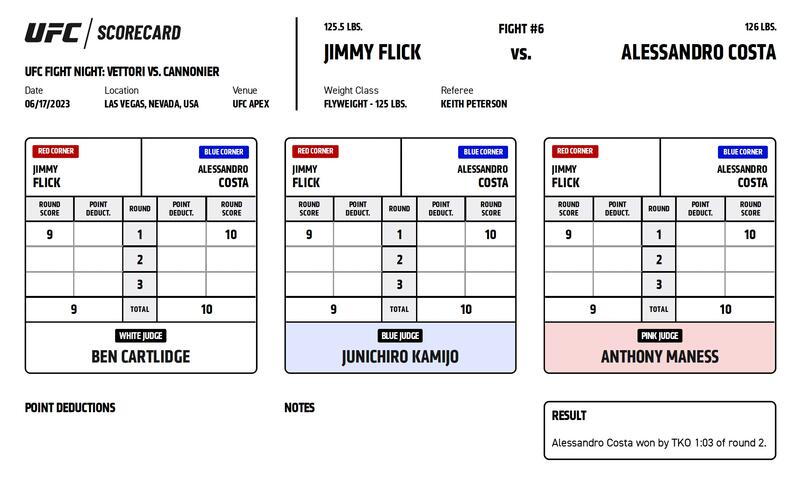 UFC / SCORECARD
UFC FIGHT NIGHT: VETTORI VS. CANNONIER
Date Location Venue
06/17/2023 LAS VEGAS, NEVADA, USA UFC APEX
125.5 LBS. FIGHT #6 126 LBS.
JIMMY FLICK VS. ALESSANDRO COSTA
Weight Class Referee
FLYWEIGHT - 125 LBS. KEITH PETERSON
RED CORNER BLUE CORNER
JIMMY ALESSANDRO
FLICK COSTA
ROUND POINT ROUND POINT ROUND
SCORE DEDUCT. DEDUCT. SCORE
9 1 10
2
3
9 TOTAL 10
WHITE JUDGE
BEN CARTLIDGE
RED CORNER BLUE CORNER
JIMMY ALESSANDRO
FLICK COSTA
ROUND POINT ROUND POINT ROUND
SCORE DEDUCT. DEDUCT. SCORE
9 1 10
2
3
9 TOTAL 10
BLUE JUDGE
JUNICHIRO KAMIJO
RED CORNER BLUE CORNER
JIMMY ALESSANDRO
FLICK COSTA
ROUND POINT ROUND POINT ROUND
SCORE DEDUCT. DEDUCT. SCORE
9 1 10
2
3
9 TOTAL 10
PINK JUDGE
ANTHONY MANESS
POINT DEDUCTIONS
NOTES
RESULT
Alessandro Costa won by TKO 1:03 of round 2.